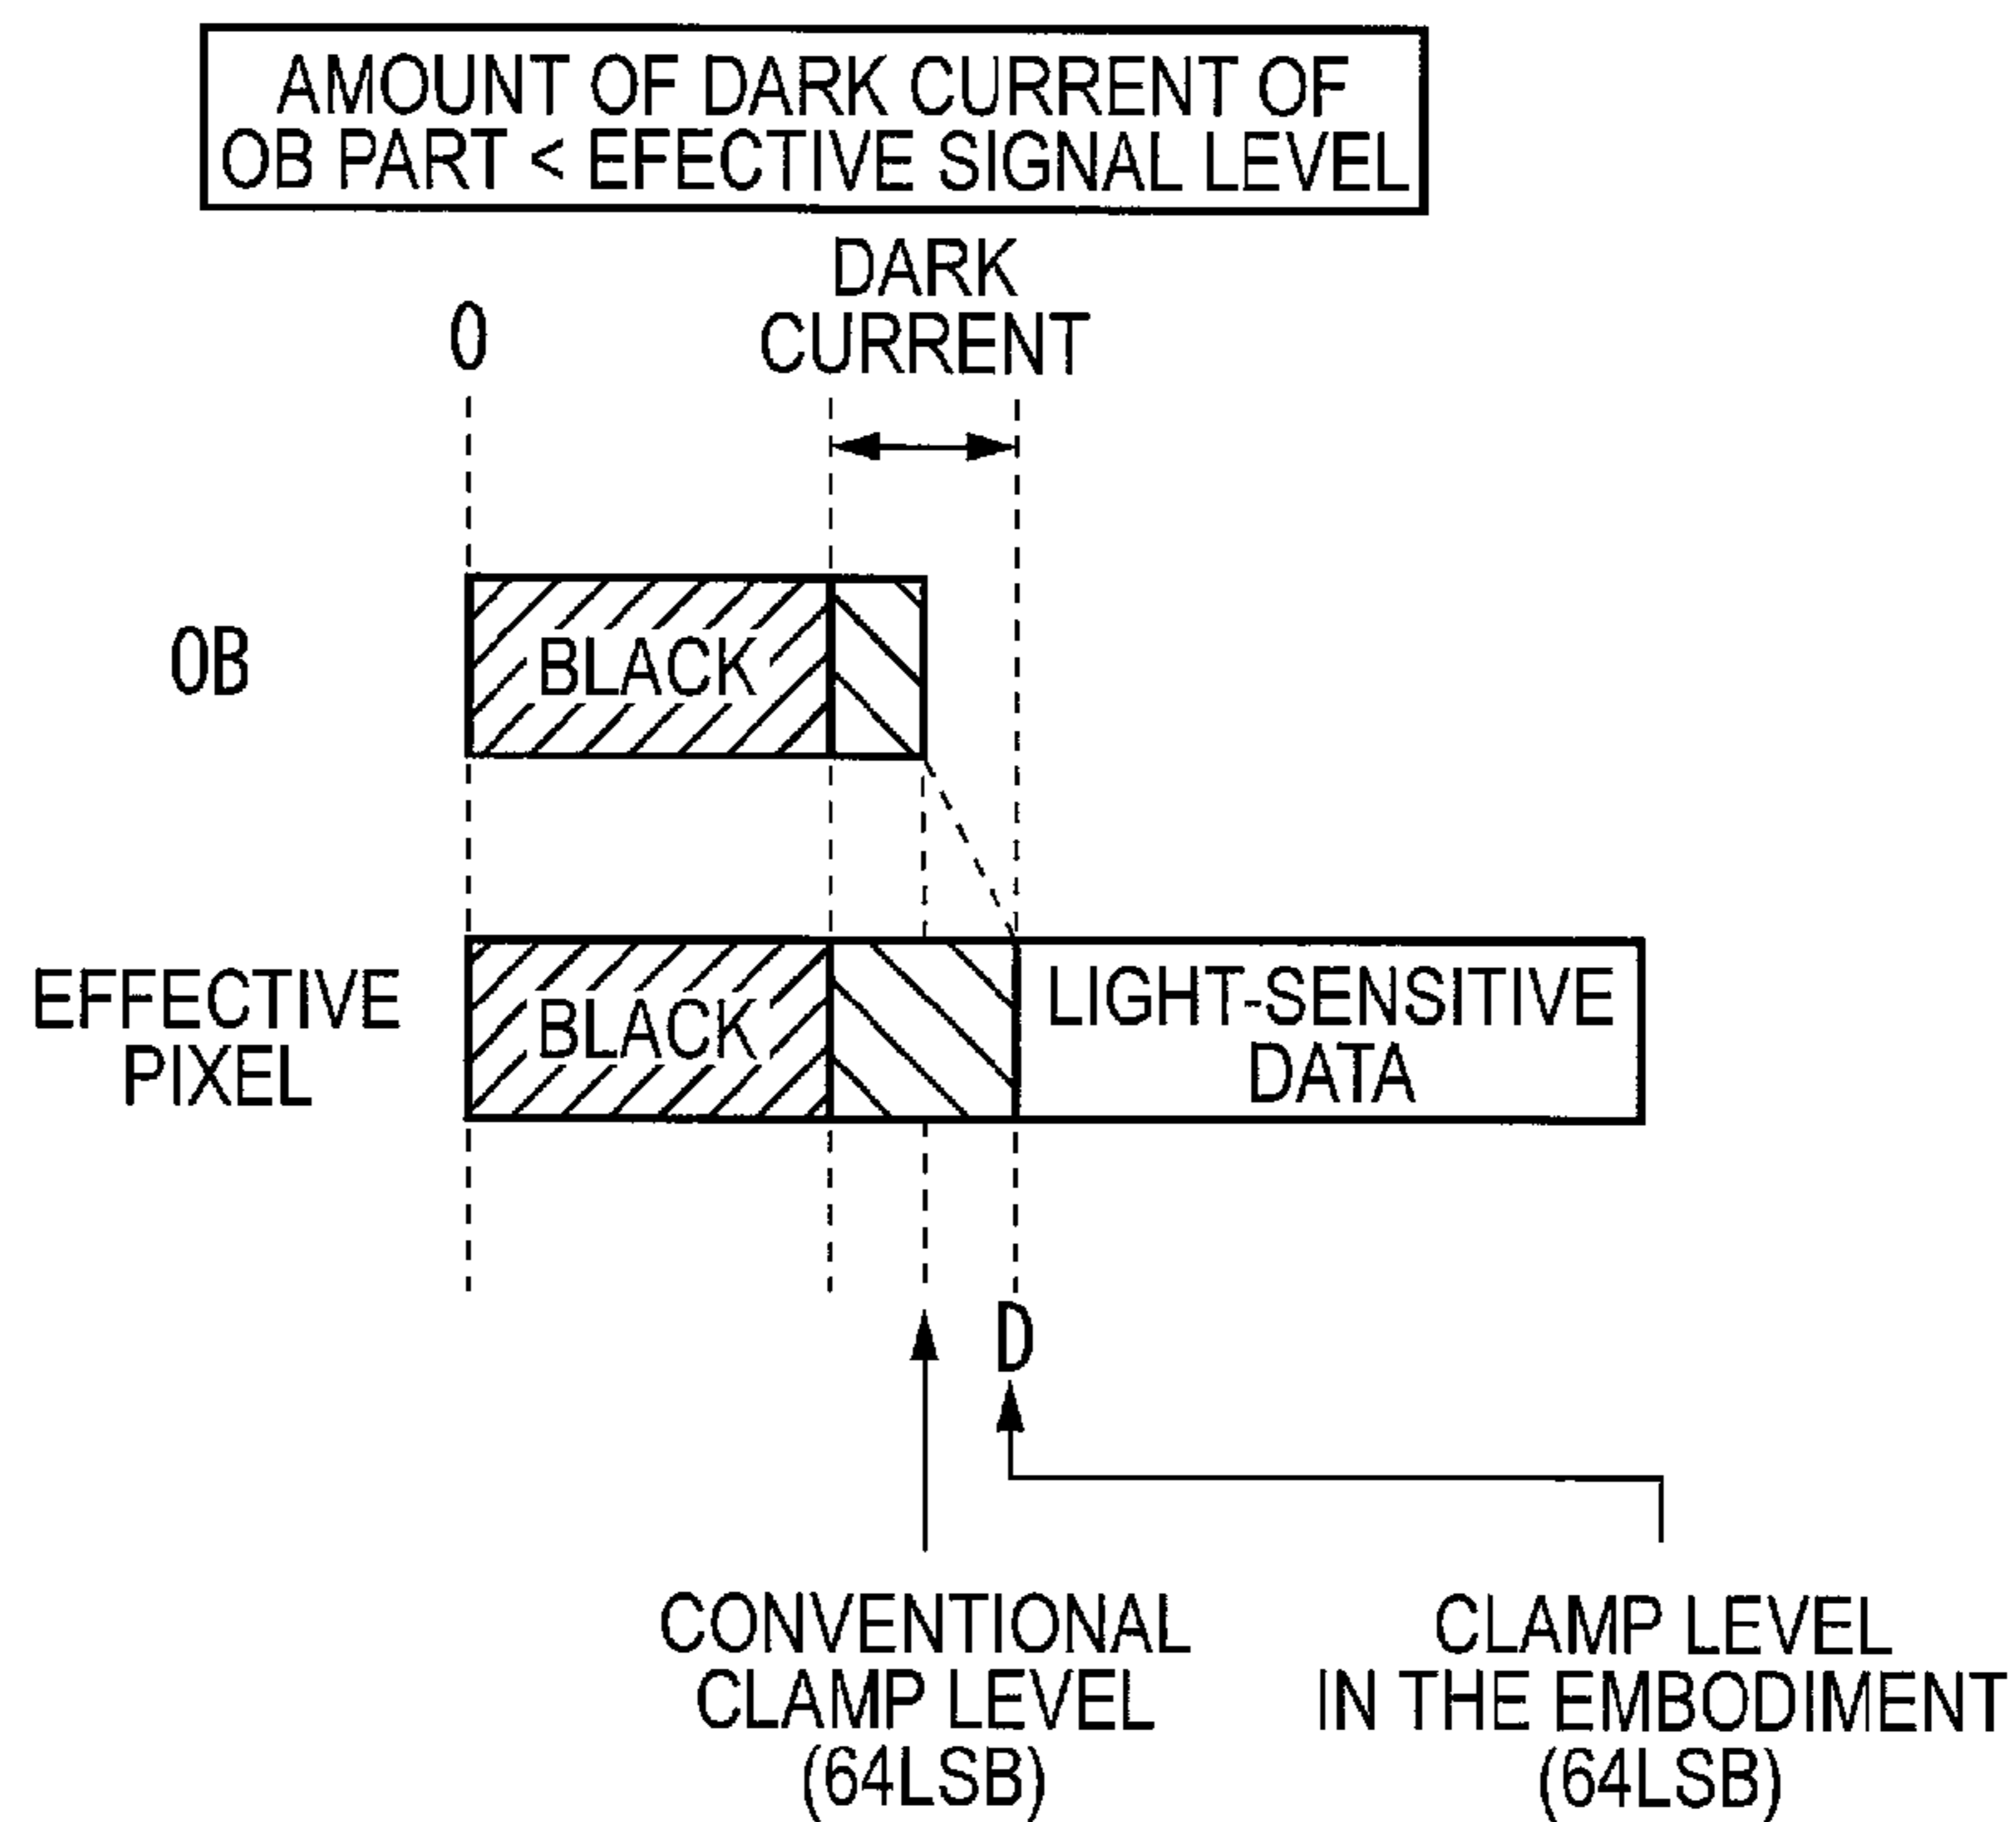 AMOUNT OF DARK CURRENT OF
OB PART < EFECTIVE SIGNAL LEVEL
DARK
CURRENT
0
OB
BLACK
EFFECTIVE
PIXEL
BLACK
LIGHT-SENSITIVE
DATA
D
CONVENTIONAL
CLAMP LEVEL
(64LSB)
CLAMP LEVEL
IN THE EMBODIMENT
(64LSB)